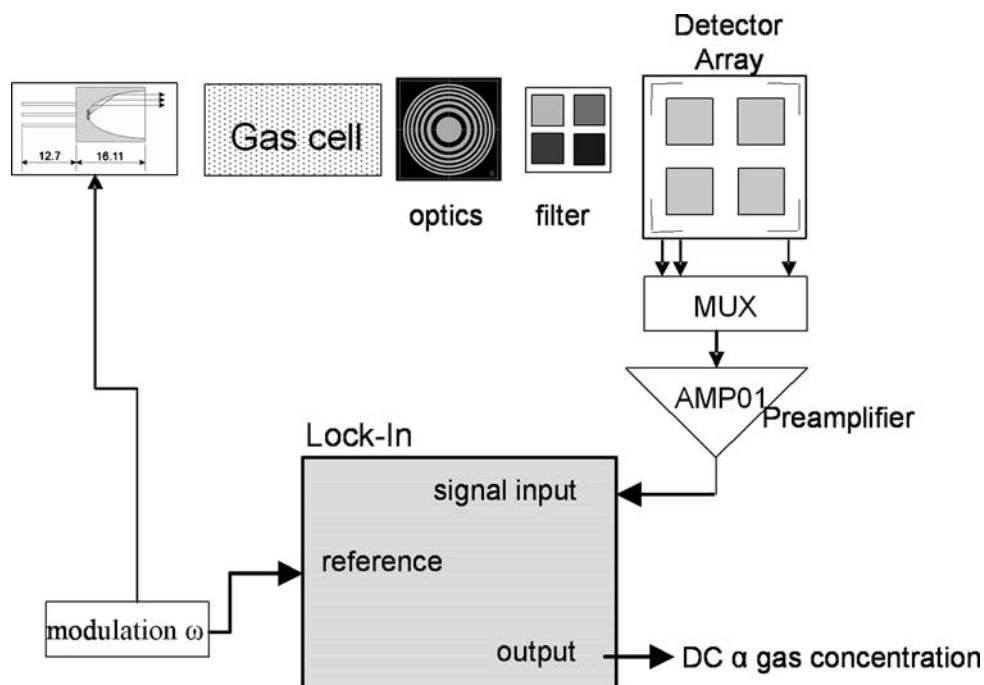 Detector
Array
12.7
16.11
Gas cell
optics
filter
MUX
AMP01
Preamplifier
Lock-In
signal input
reference
modulation ω
output
DC α gas concentration